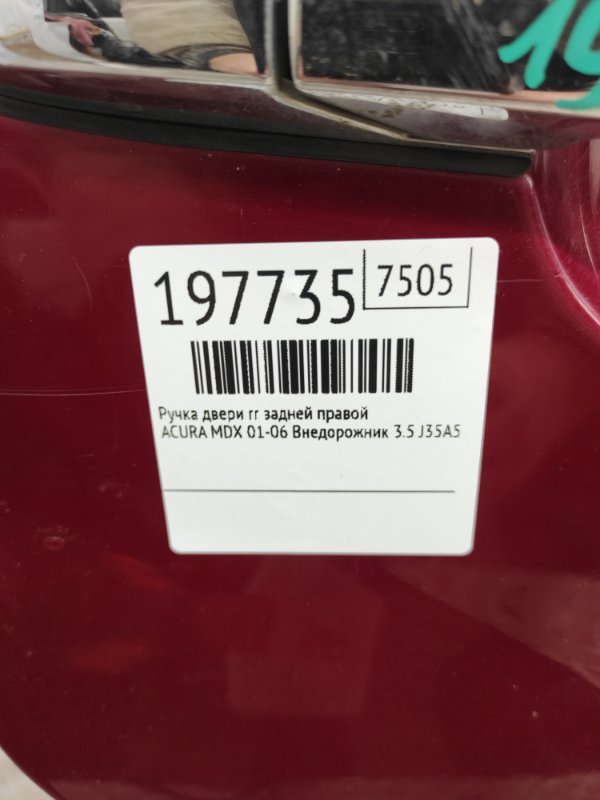 197735
7505
Ручка двери rr задней правой
ACURA MDX 01-06 Внедорожник 3.5 J35A5